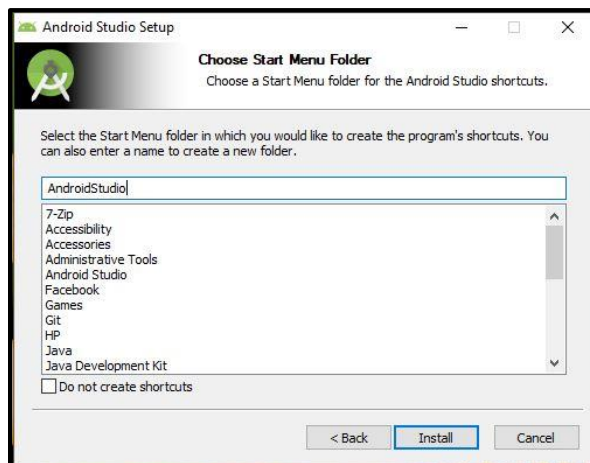 Android Studio Setup
Choose Start Menu Folder
Choose a Start Menu folder for the Android Studio shortcuts.
Select the Start Menu folder in which you would like to create the program's shortcuts. You
can also enter a name to create a new folder.
AndroidStudio
7-Zip
Accessibility
Accessories
Administrative Tools
Android Studio
Facebook
Games
Git
HP
Java
Java Development Kit
Do not create shortcuts
< Back Install Cancel